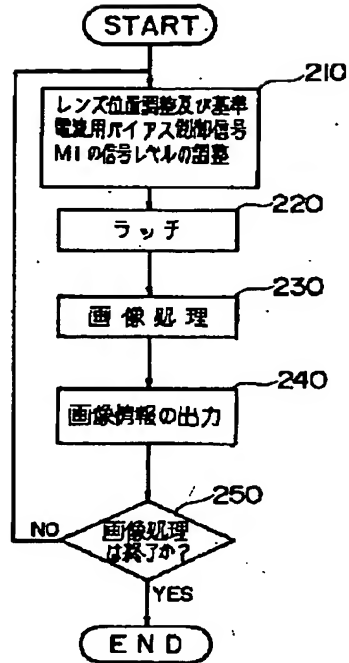 START
210
レンズ位置調整及び基準
電流用バイアス制御信号
M1の信号レベルの調整
220
ラッチ
230
画像処理
240
画像情報の出力
250
画像処理
は終了か?
NO
YES
END